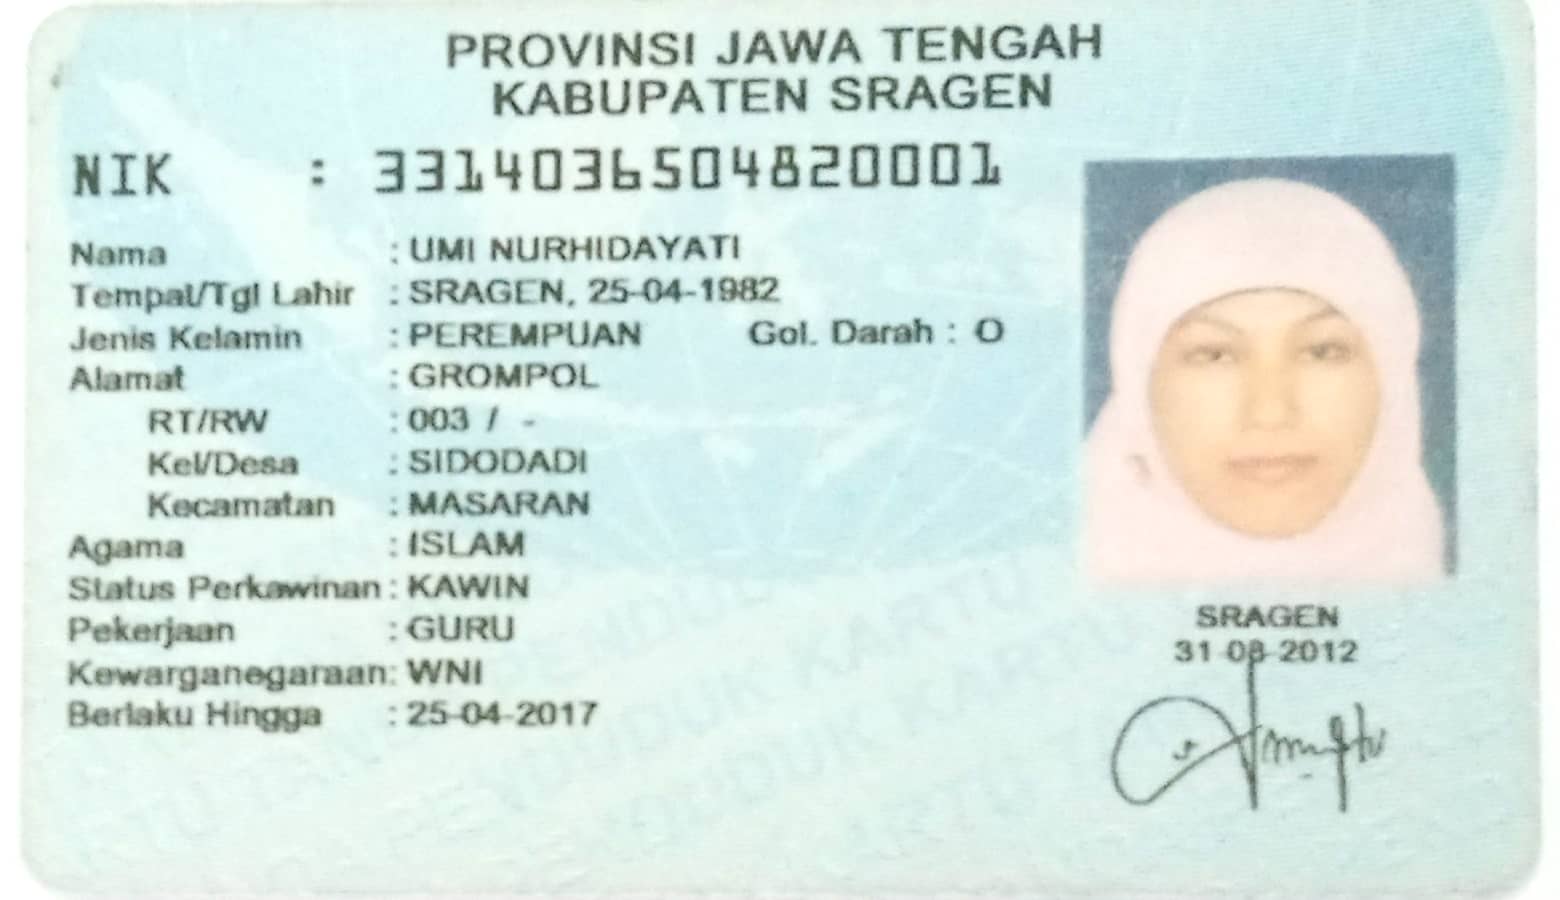 PROVINSI JAWA TENGAH
KABUPATEN SRAGEN
NIK : 3314036504820001
Nama : UMI NURHIDAYATI
Tempat/Tgl Lahir : SRAGEN, 25-04-1982
Jenis Kelamin : PEREMPUAN Gol. Darah : O
Alamat : GROMPOL
RT/RW : 003 / -
Kel/Desa : SIDODADI
Kecamatan : MASARAN
Agama : ISLAM
Status Perkawinan : KAWIN
Pekerjaan : GURU
Kewarganegaraan : WNI
Berlaku Hingga : 25-04-2017
SRAGEN
31-08-2012